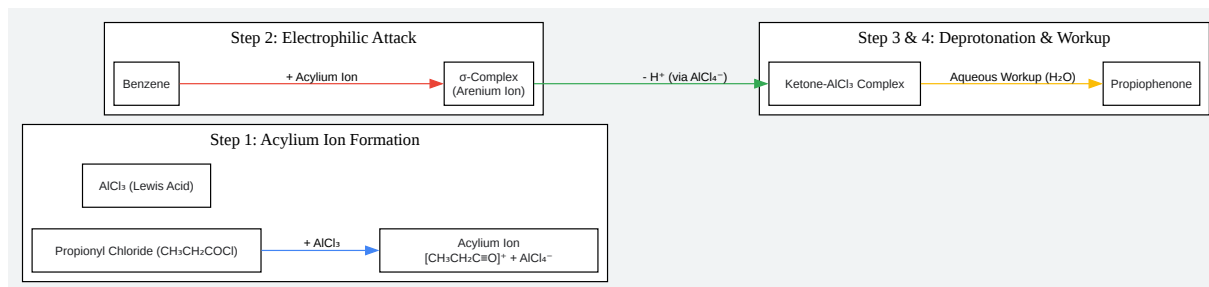 Step 2: Electrophilic Attack
Benzene
+ Acylium Ion
σ-Complex
(Arenium Ion)
- H⁺ (via AlCl₄⁻)
Step 3 & 4: Deprotonation & Workup
Ketone-AlCl₃ Complex
Aqueous Workup (H₂O)
Propiophenone
Step 1: Acylium Ion Formation
AlCl₃ (Lewis Acid)
Propionyl Chloride (CH₃CH₂COCl)
+ AlCl₃
Acylium Ion
[CH₃CH₂C≡O]⁺ + AlCl₄⁻